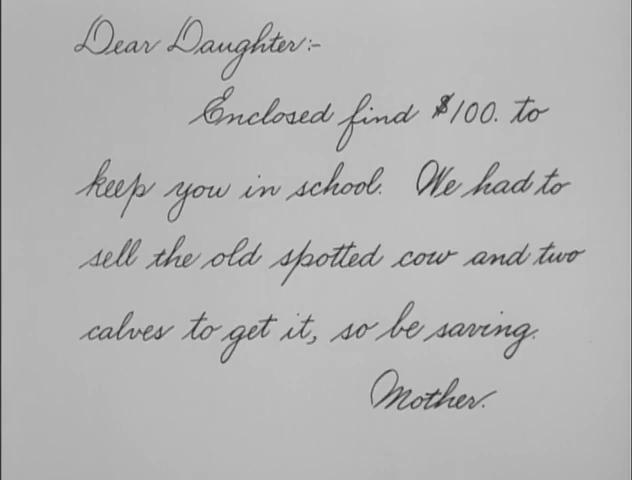 Dear Daughter:-
Enclosed find $100. to
keep you in school. We had to
sell the old spotted cow and two
calves to get it, so be saving.
Mother.